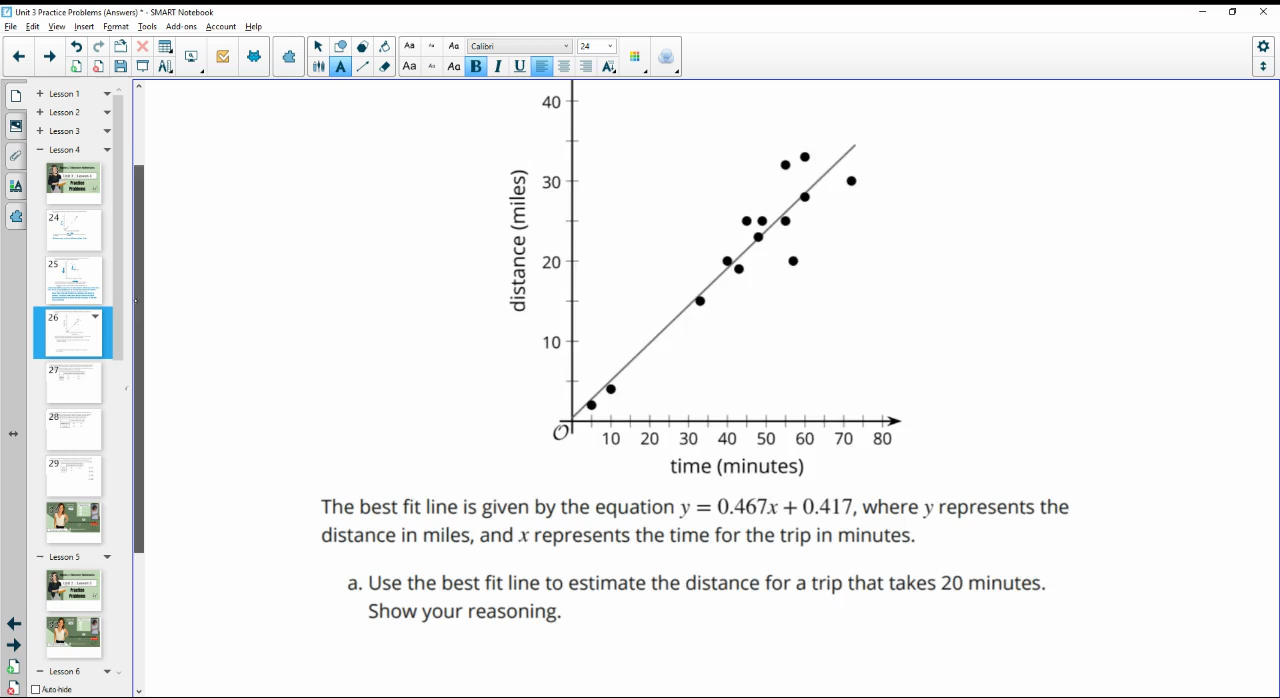 Unit 3 Practice Problems (Answers) * - SMART Notebook
File Edit View Insert Format Tools Add-ons Account Help
Calibri 24
Lesson 1
Lesson 2
Lesson 3
Lesson 4
24
25
26
27
28
29
Lesson 5
Lesson 6
Auto-hide
distance (miles)
40
30
20
10
O
10 20 30 40 50 60 70 80
time (minutes)
The best fit line is given by the equation y = 0.467x + 0.417, where y represents the
distance in miles, and x represents the time for the trip in minutes.
a. Use the best fit line to estimate the distance for a trip that takes 20 minutes.
Show your reasoning.